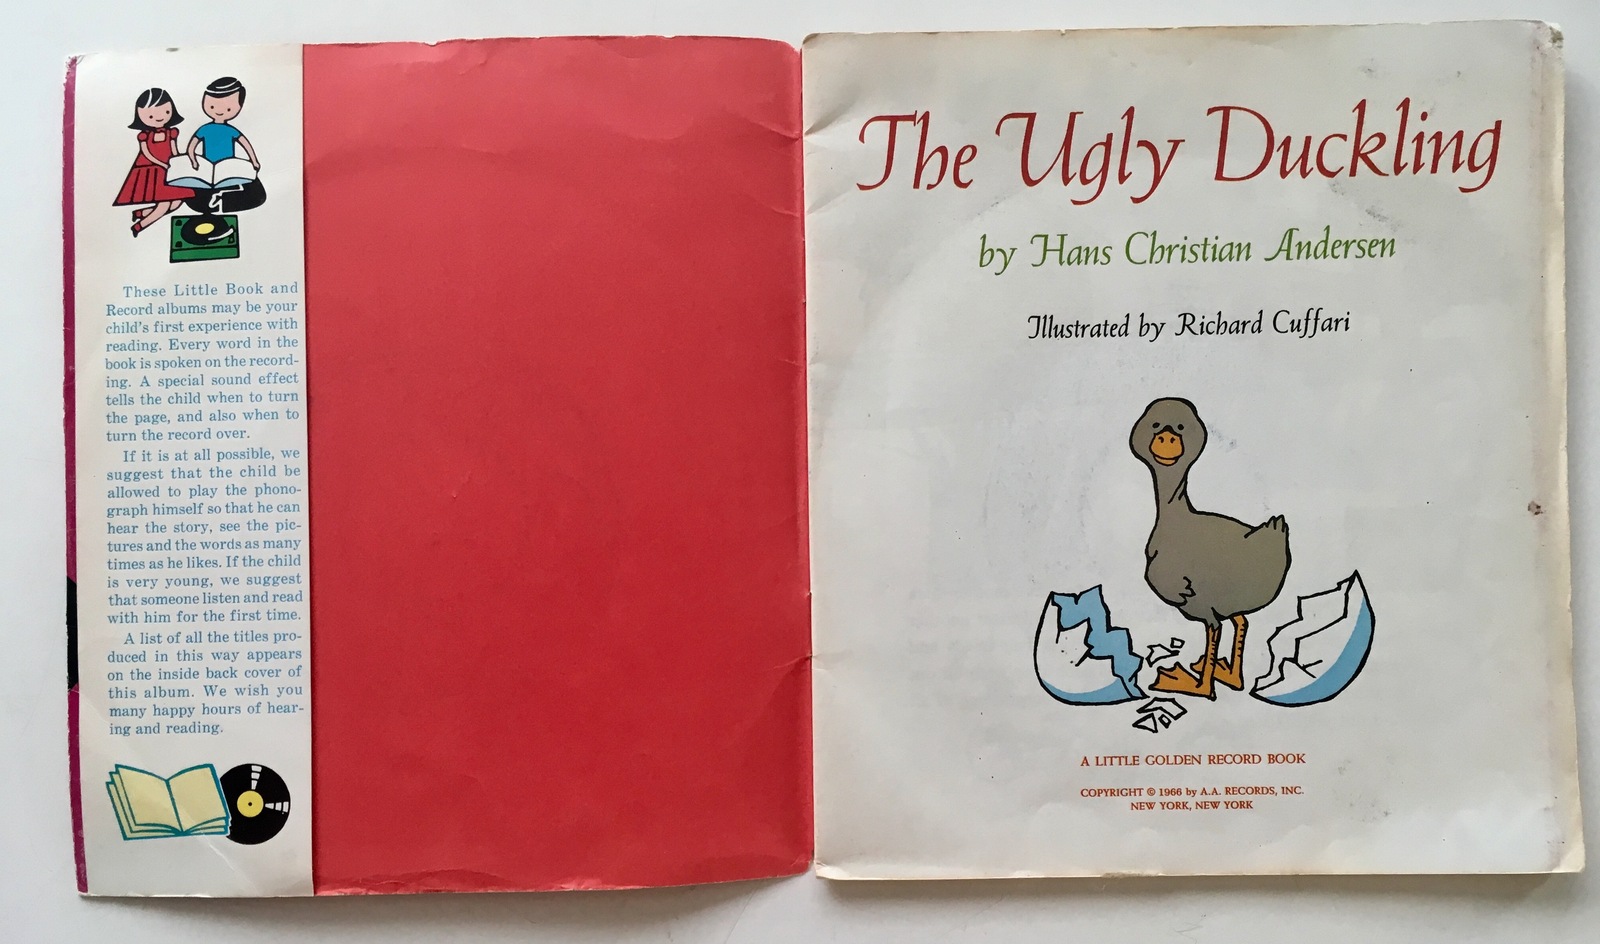 These Little Book and
Record albums may be your
child's first experience with
reading. Every word in the
book is spoken on the record-
ing. A special sound effect
tells the child when to turn
the page, and also when to
turn the record over.
If it is at all possible, we
suggest that the child be
allowed to play the phono-
graph himself so that he can
hear the story, see the pic-
tures and the words as many
times as he likes. If the child
is very young, we suggest
that someone listen and read
with him for the first time.
A list of all the titles pro-
duced in this way appears
on the inside back cover of
this album. We wish you
many happy hours of hear-
ing and reading.
The Ugly Duckling
by Hans Christian Andersen
Illustrated by Richard Cuffari
A LITTLE GOLDEN RECORD BOOK
COPYRIGHT © 1966 by A.A. RECORDS, INC.
NEW YORK, NEW YORK